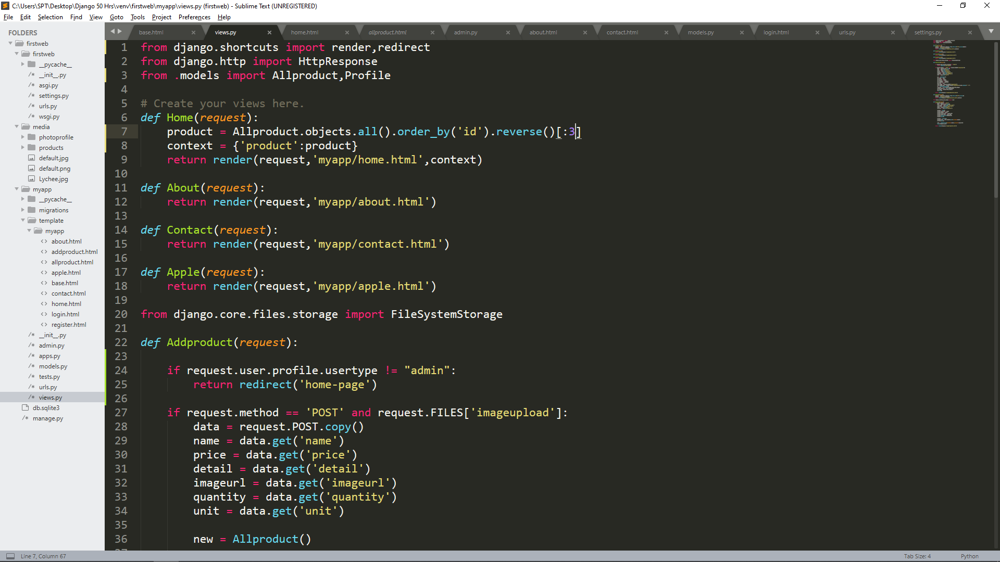 C:\Users\SPT\Desktop\Django 50 Hrs\venv\firstweb\myapp\views.py (firstweb) - Sublime Text (UNREGISTERED)
File Edit Selection Find View Goto Tools Project Preferences Help
FOLDERS
firstweb
firstweb
__pycache__
__init__.py
asgi.py
settings.py
urls.py
wsgi.py
media
photoprofile
products
default.jpg
default.png
Lychee.jpg
myapp
__pycache__
migrations
template
myapp
about.html
addproduct.html
allproduct.html
apple.html
base.html
contact.html
home.html
login.html
register.html
__init__.py
admin.py
apps.py
models.py
tests.py
urls.py
views.py
db.sqlite3
manage.py
base.html views.py home.html allproduct.html admin.py about.html contact.html models.py login.html urls.py settings.py
1 from django.shortcuts import render,redirect
2 from django.http import HttpResponse
3 from .models import Allproduct,Profile
4
5 # Create your views here.
6 def Home(request):
7     product = Allproduct.objects.all().order_by('id').reverse()[:3]
8     context = {'product':product}
9     return render(request,'myapp/home.html',context)
10
11 def About(request):
12     return render(request,'myapp/about.html')
13
14 def Contact(request):
15     return render(request,'myapp/contact.html')
16
17 def Apple(request):
18     return render(request,'myapp/apple.html')
19
20 from django.core.files.storage import FileSystemStorage
21
22 def Addproduct(request):
23
24     if request.user.profile.usertype != "admin":
25         return redirect('home-page')
26
27     if request.method == 'POST' and request.FILES['imageupload']:
28         data = request.POST.copy()
29         name = data.get('name')
30         price = data.get('price')
31         detail = data.get('detail')
32         imageurl = data.get('imageurl')
33         quantity = data.get('quantity')
34         unit = data.get('unit')
35
36         new = Allproduct()
Line 7, Column 67
Tab Size: 4
Python